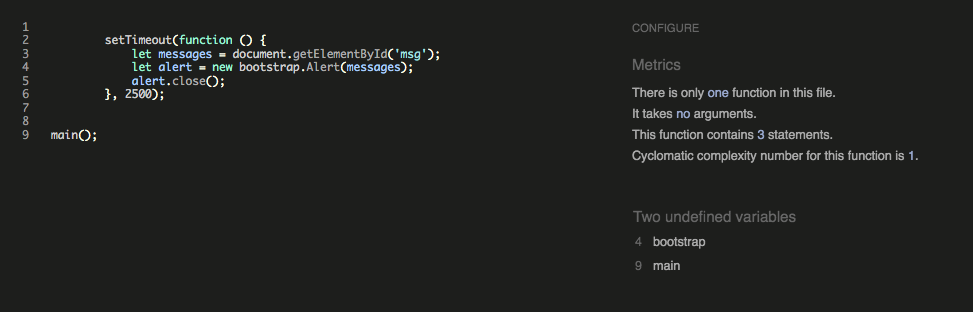 1
2 setTimeout(function () {
3 let messages = document.getElementById('msg');
4 let alert = new bootstrap.Alert(messages);
5 alert.close();
6 }, 2500);
7
8
9 main();
CONFIGURE
Metrics
There is only one function in this file.
It takes no arguments.
This function contains 3 statements.
Cyclomatic complexity number for this function is 1.
Two undefined variables
4 bootstrap
9 main